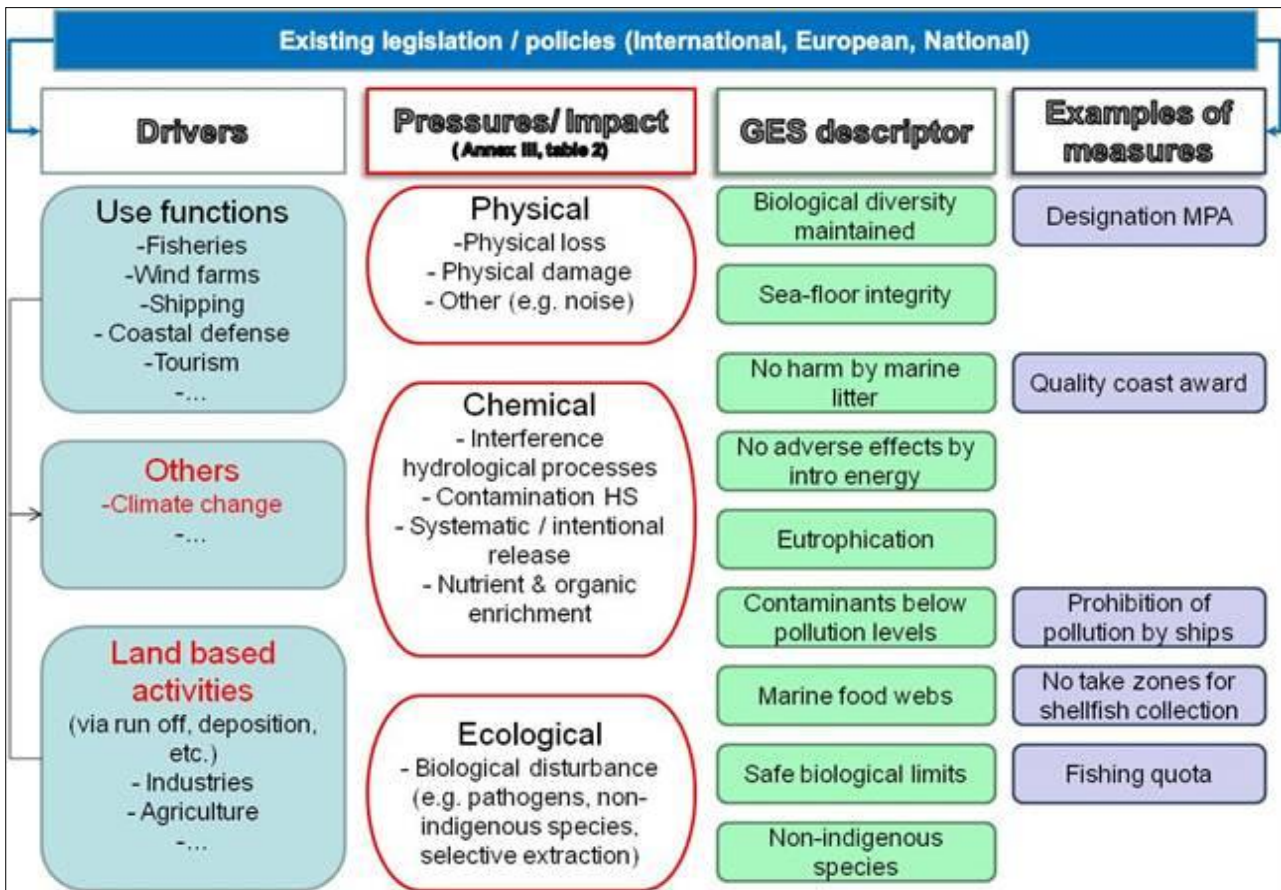 Existing legislation / policies (International, European, National)
Drivers
Pressures/ Impact
( Annex III, table 2)
GES descriptor
Examples of
measures
Use functions
-Fisheries
-Wind farms
-Shipping
- Coastal defense
-Tourism
-...
Others
-Climate change
-...
Land based
activities
(via run off, deposition,
etc.)
- Industries
- Agriculture
-...
Physical
-Physical loss
- Physical damage
- Other (e.g. noise)
Chemical
- Interference
hydrological processes
- Contamination HS
- Systematic / intentional
release
- Nutrient & organic
enrichment
Ecological
- Biological disturbance
(e.g. pathogens, non-
indigenous species,
selective extraction)
Biological diversity
maintained
Sea-floor integrity
No harm by marine
litter
No adverse effects by
intro energy
Eutrophication
Contaminants below
pollution levels
Marine food webs
Safe biological limits
Non-indigenous
species
Designation MPA
Quality coast award
Prohibition of
pollution by ships
No take zones for
shellfish collection
Fishing quota